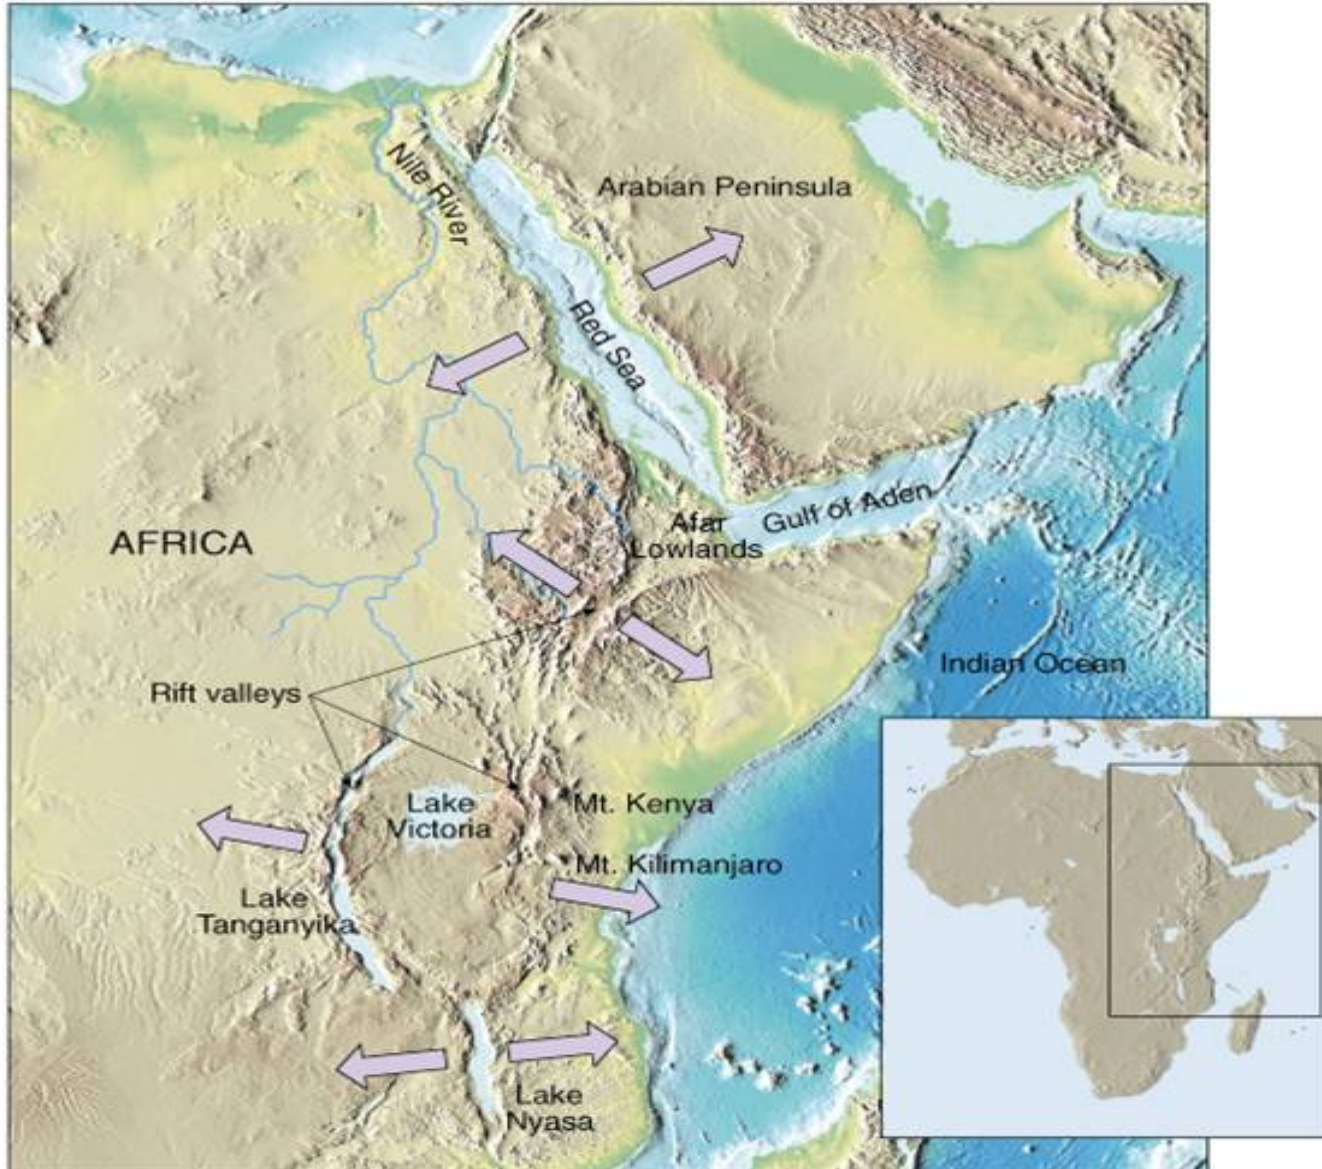 Nile River
Arabian Peninsula
Red Sea
AFRICA
Afar
Lowlands
Gulf of Aden
Rift valleys
Indian Ocean
Lake
Victoria
Mt. Kenya
Mt. Kilimanjaro
Lake
Tanganyika
Lake
Nyasa